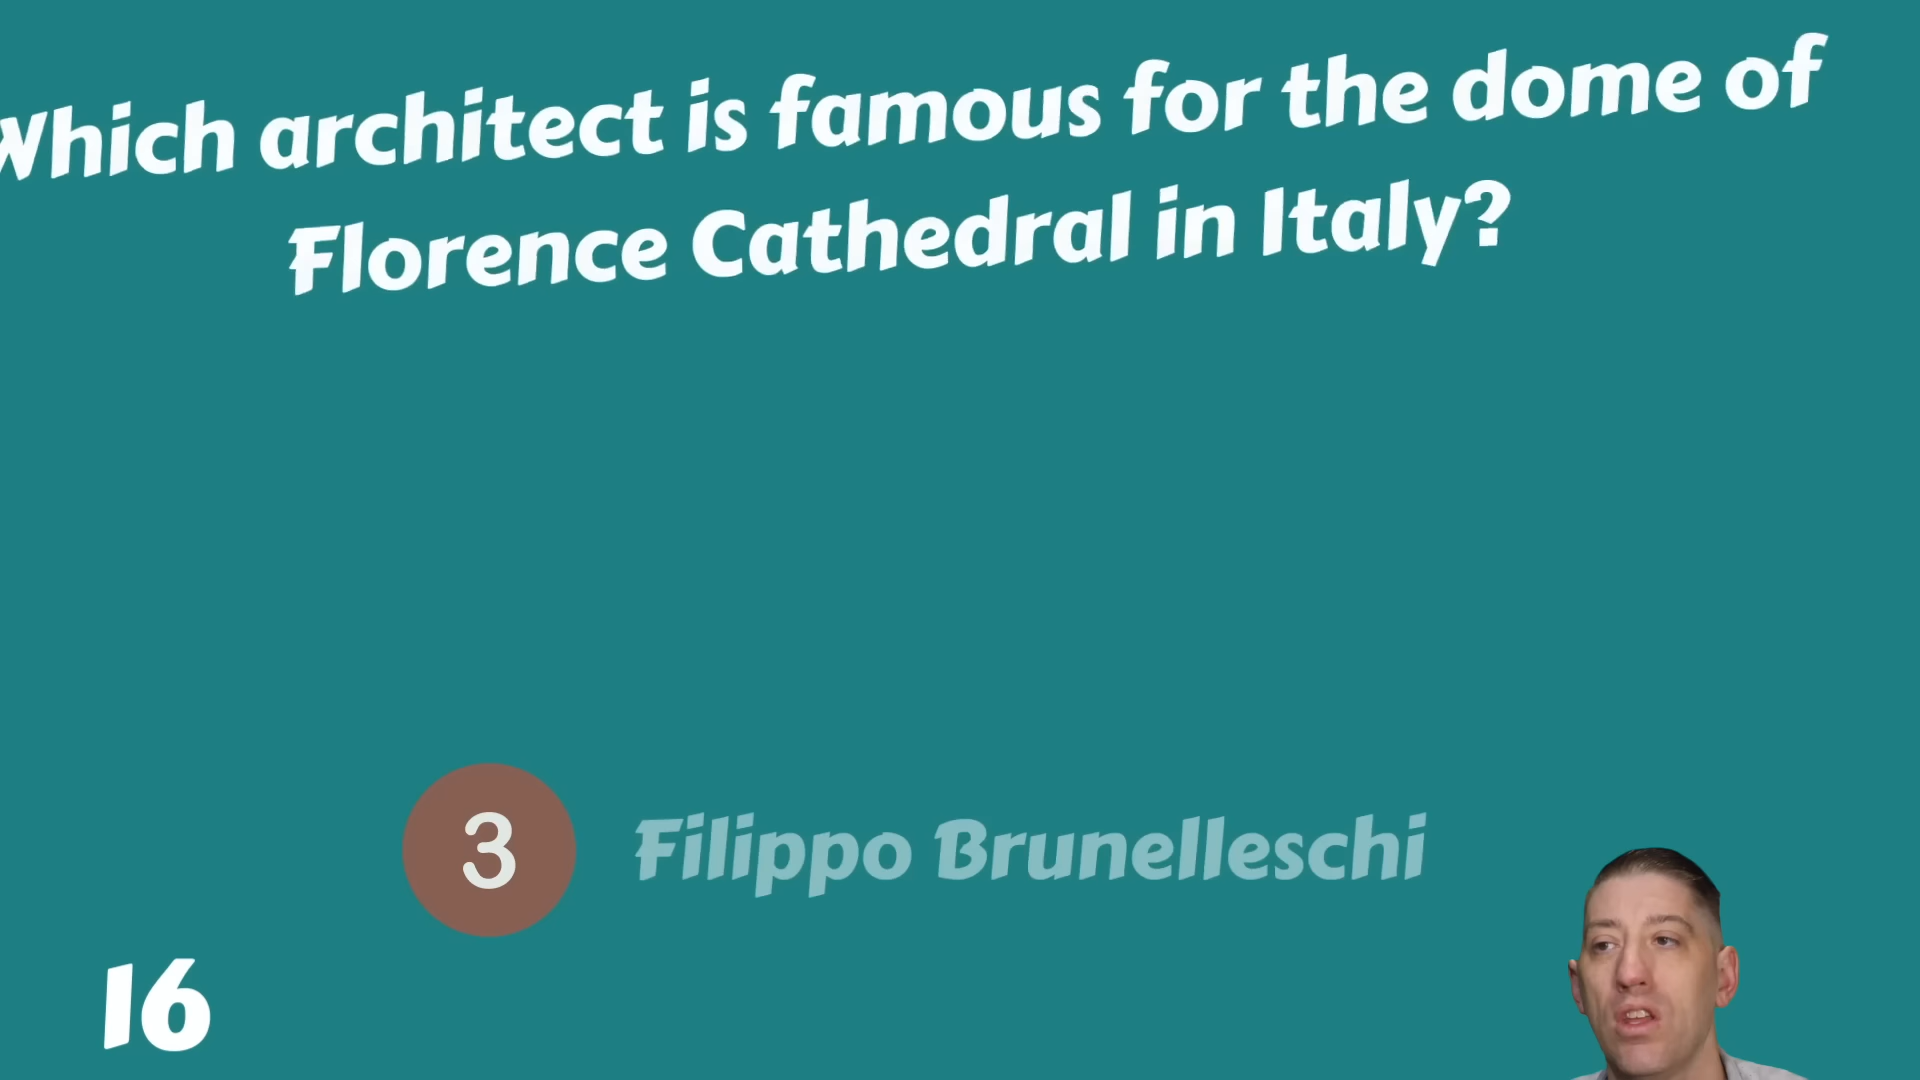 Which architect is famous for the dome of
Florence Cathedral in Italy?
3 Filippo Brunelleschi
16